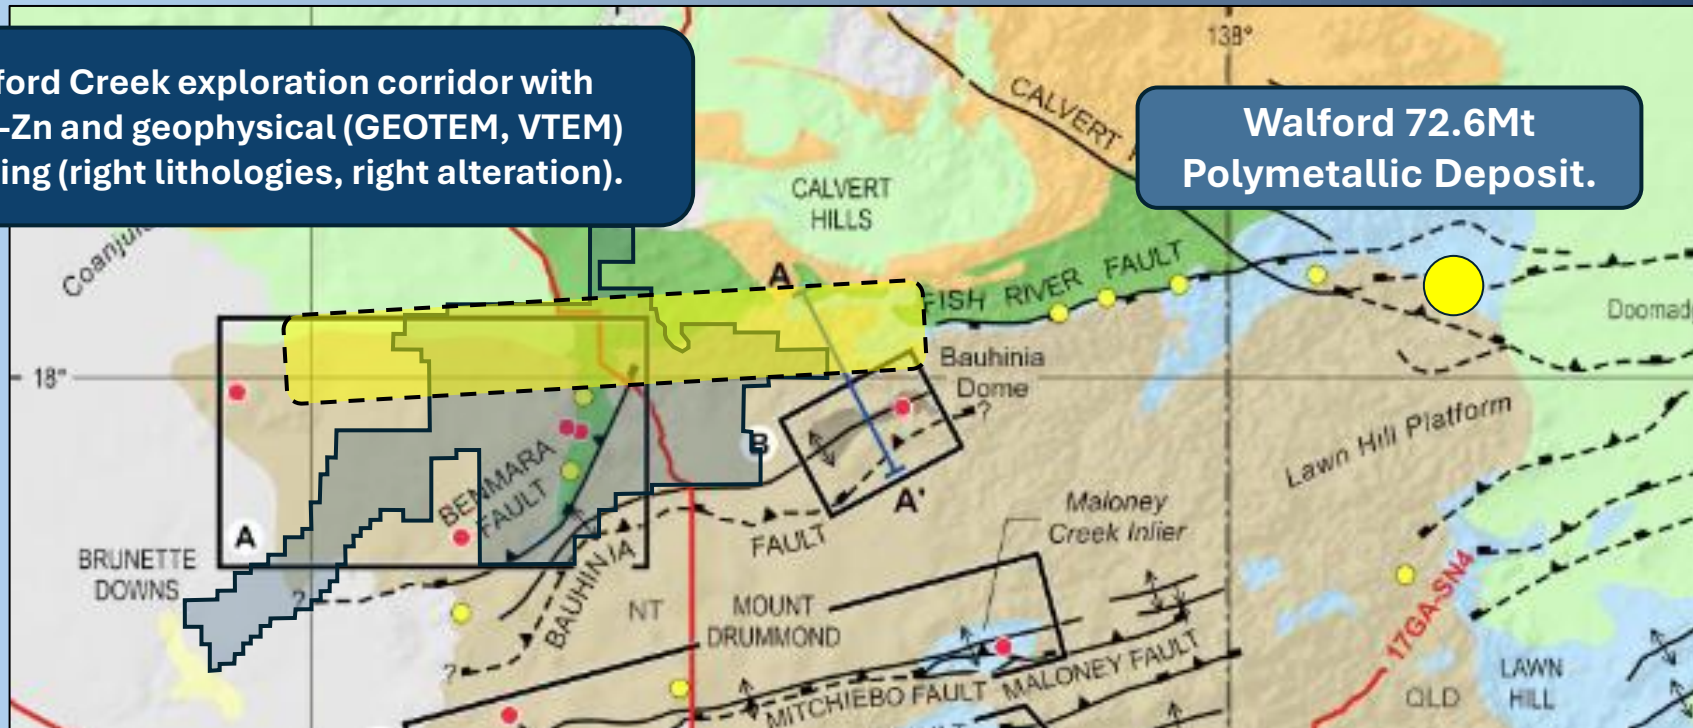 138°
ford Creek exploration corridor with
-Zn and geophysical (GEOTEM, VTEM)
ing (right lithologies, right alteration).
CALVERT
Walford 72.6Mt
Polymetallic Deposit.
CALVERT
HILLS
A
FISH RIVER FAULT
Doomad
18°
Bauhinia
Dome
?
B
Lawn Hill Platform
BENMARA
FAULT
A'
A
Maloney
Creek Inlier
FAULT
BRUNETTE
DOWNS
?
BAUHINIA
NT
MOUNT
DRUMMOND
17GA-SN4
?
MITCHIEBO FAULT
MALONEY FAULT
QLD
LAWN
HILL